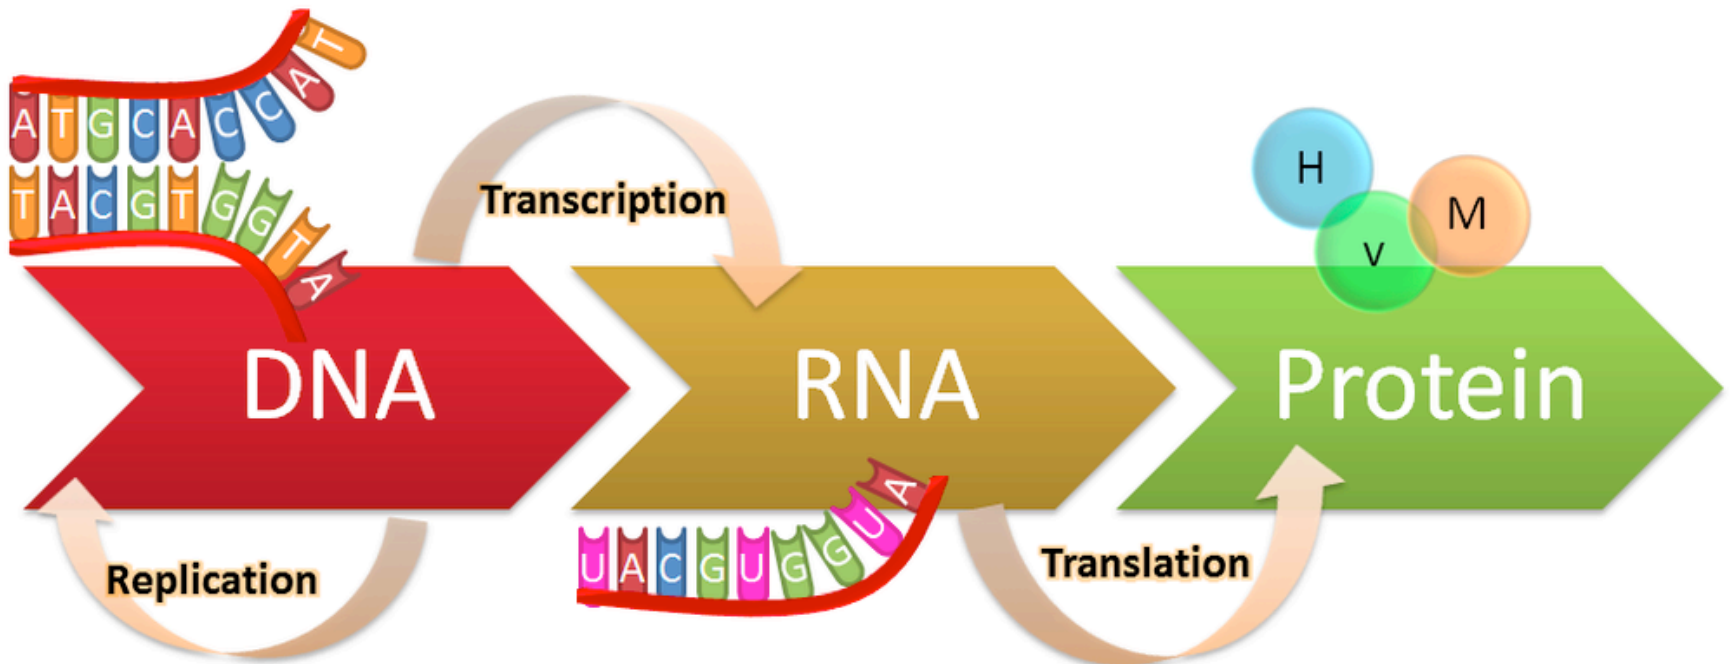 ATGCACCAT
TACGTGGTA
Transcription
H
V
M
DNA
RNA
Protein
UACGUGGUA
Replication
Translation